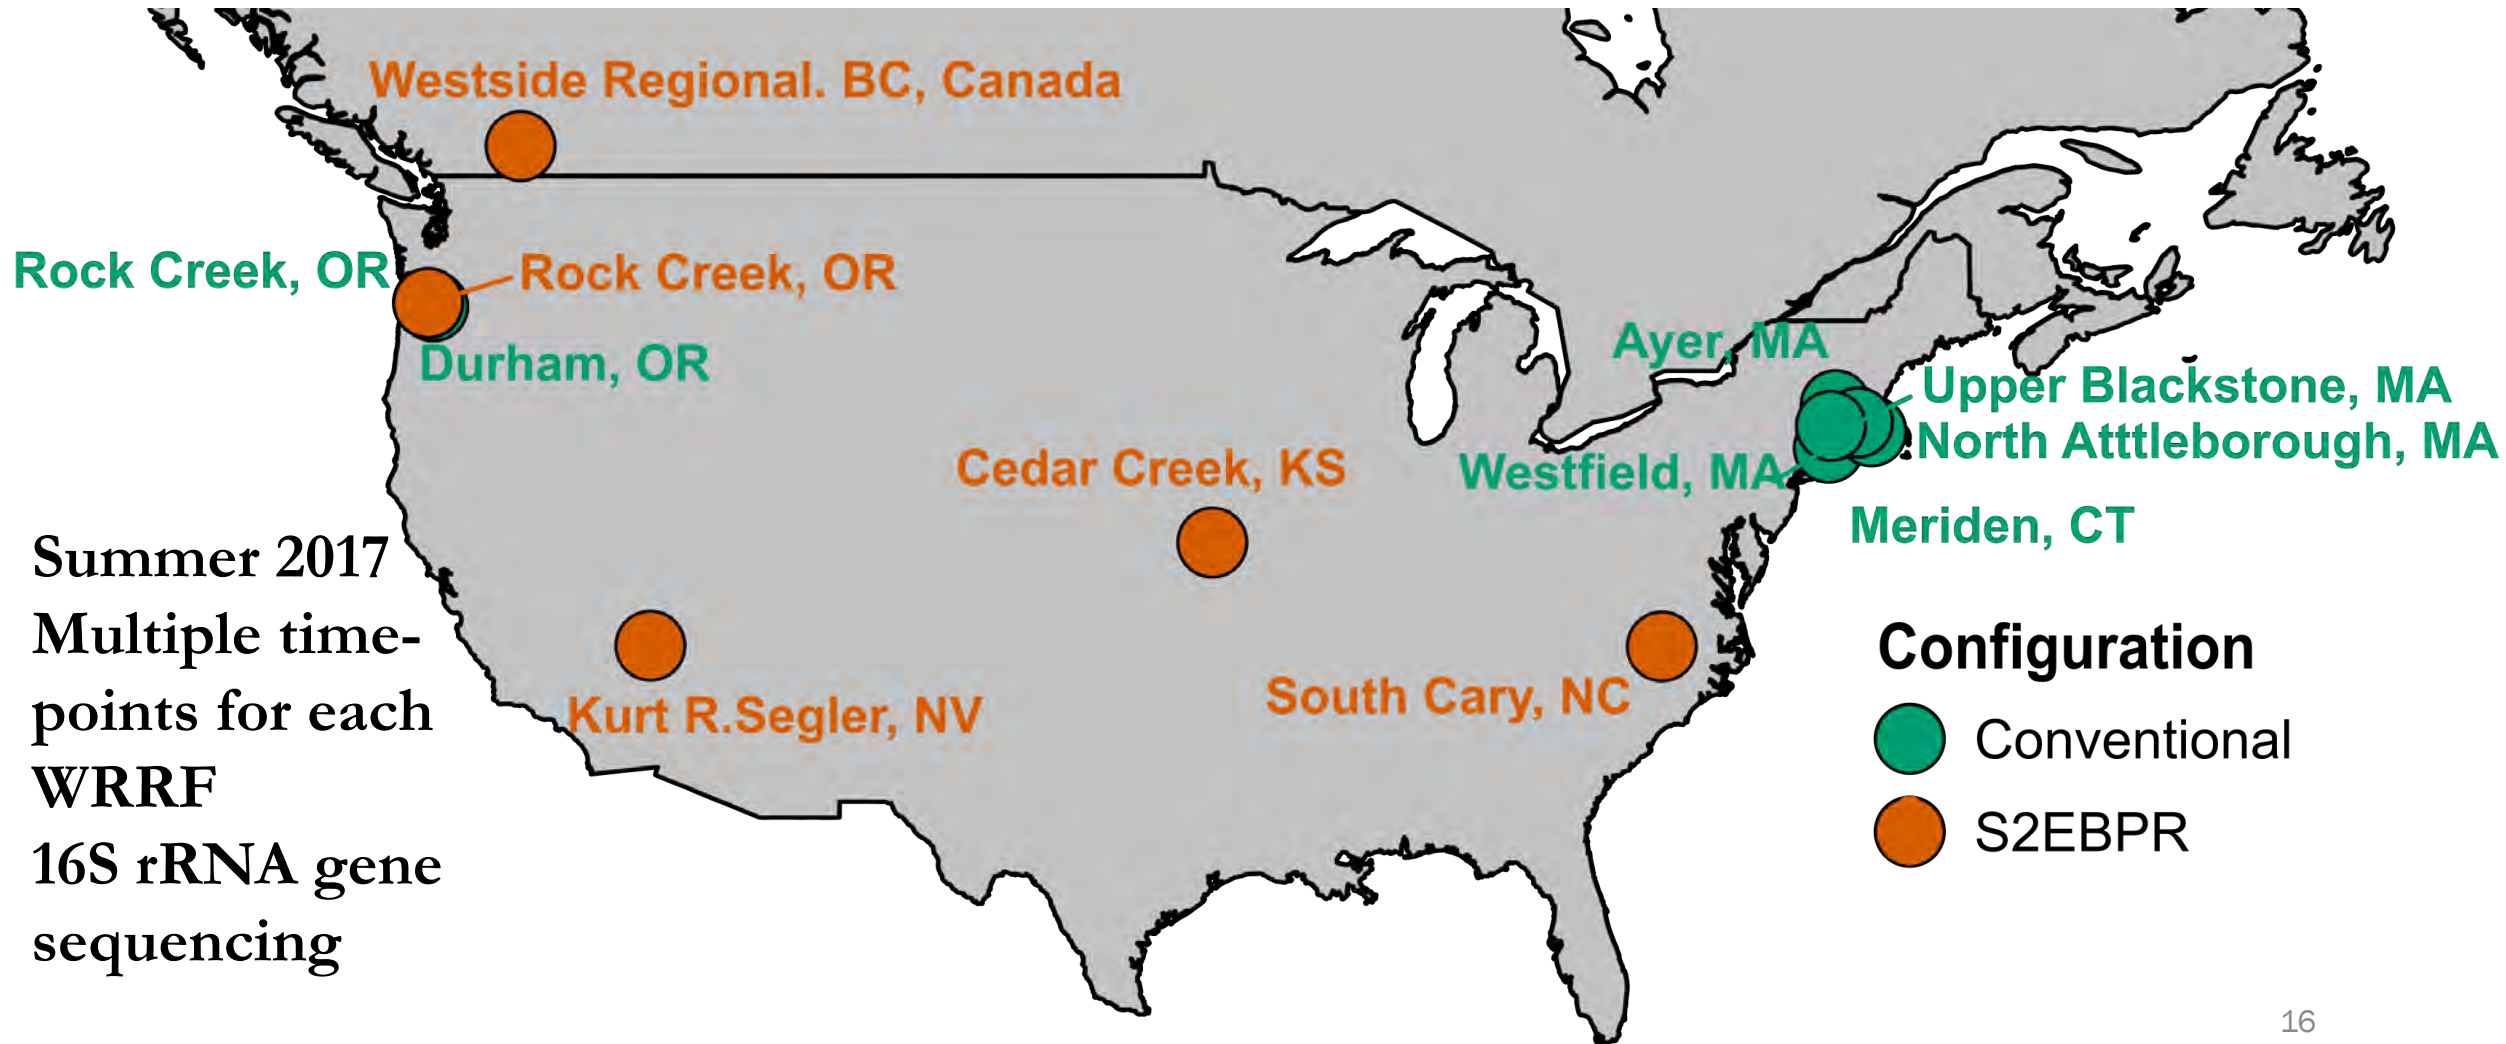 Westside Regional. BC, Canada
Rock Creek, OR
Rock Creek, OR
Durham, OR
Ayer, MA
Upper Blackstone, MA
North Atttleborough, MA
Westfield, MA
Meriden, CT
Cedar Creek, KS
Kurt R.Segler, NV
South Cary, NC
Summer 2017
Multiple time-
points for each
WRRF
16S rRNA gene
sequencing
Configuration
Conventional
S2EBPR
16